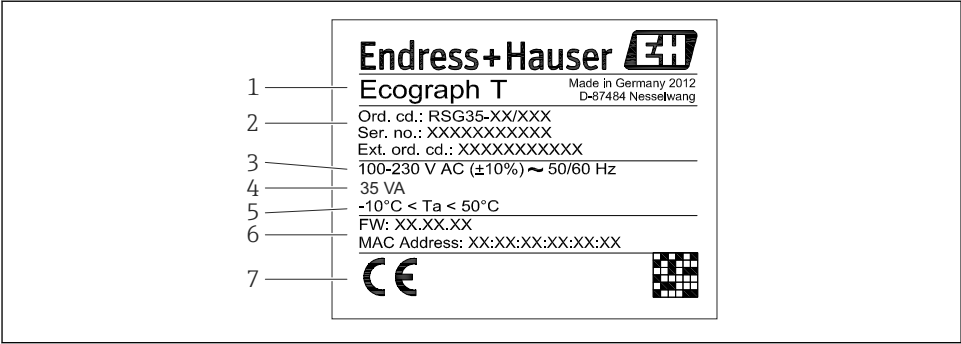 Endress+Hauser EH
1 Ecograph T Made in Germany 2012
D-87484 Nesselwang
2 Ord. cd.: RSG35-XX/XXX
Ser. no.: XXXXXXXXXXX
Ext. ord. cd.: XXXXXXXXXXX
3 100-230 V AC (±10%) ~ 50/60 Hz
4 35 VA
5 -10°C < Ta < 50°C
6 FW: XX.XX.XX
MAC Address: XX:XX:XX:XX:XX:XX
7 CE